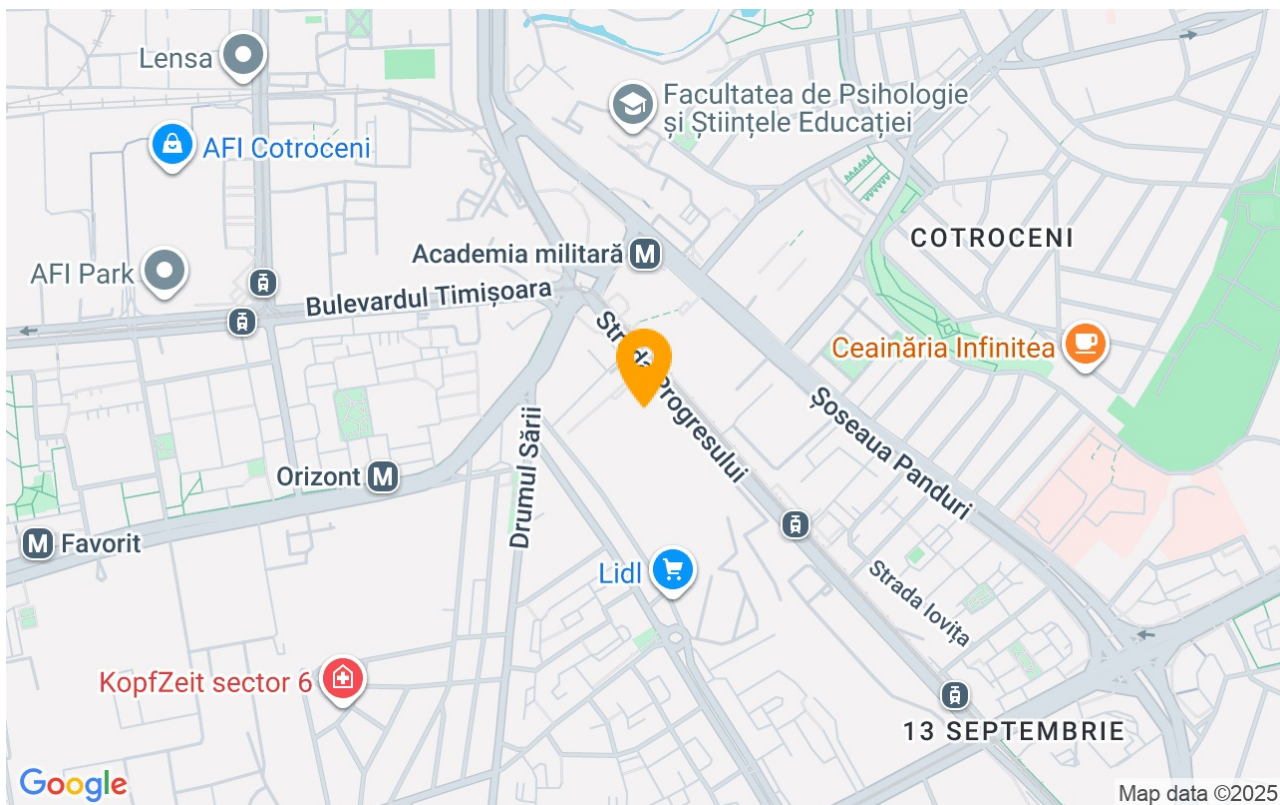 Lensa
Facultatea de Psihologie
și Științele Educației
AFI Cotroceni
COTROCENI
Academia militară M
AFI Park
Bulevardul Timișoara
Strada Progresului
Ceainăria Infinitea
Șoseaua Panduri
Drumul Sării
Orizont M
M Favorit
Lidl
Strada Iovița
KopfZeit sector 6
13 SEPTEMBRIE
Google
Map data ©2025